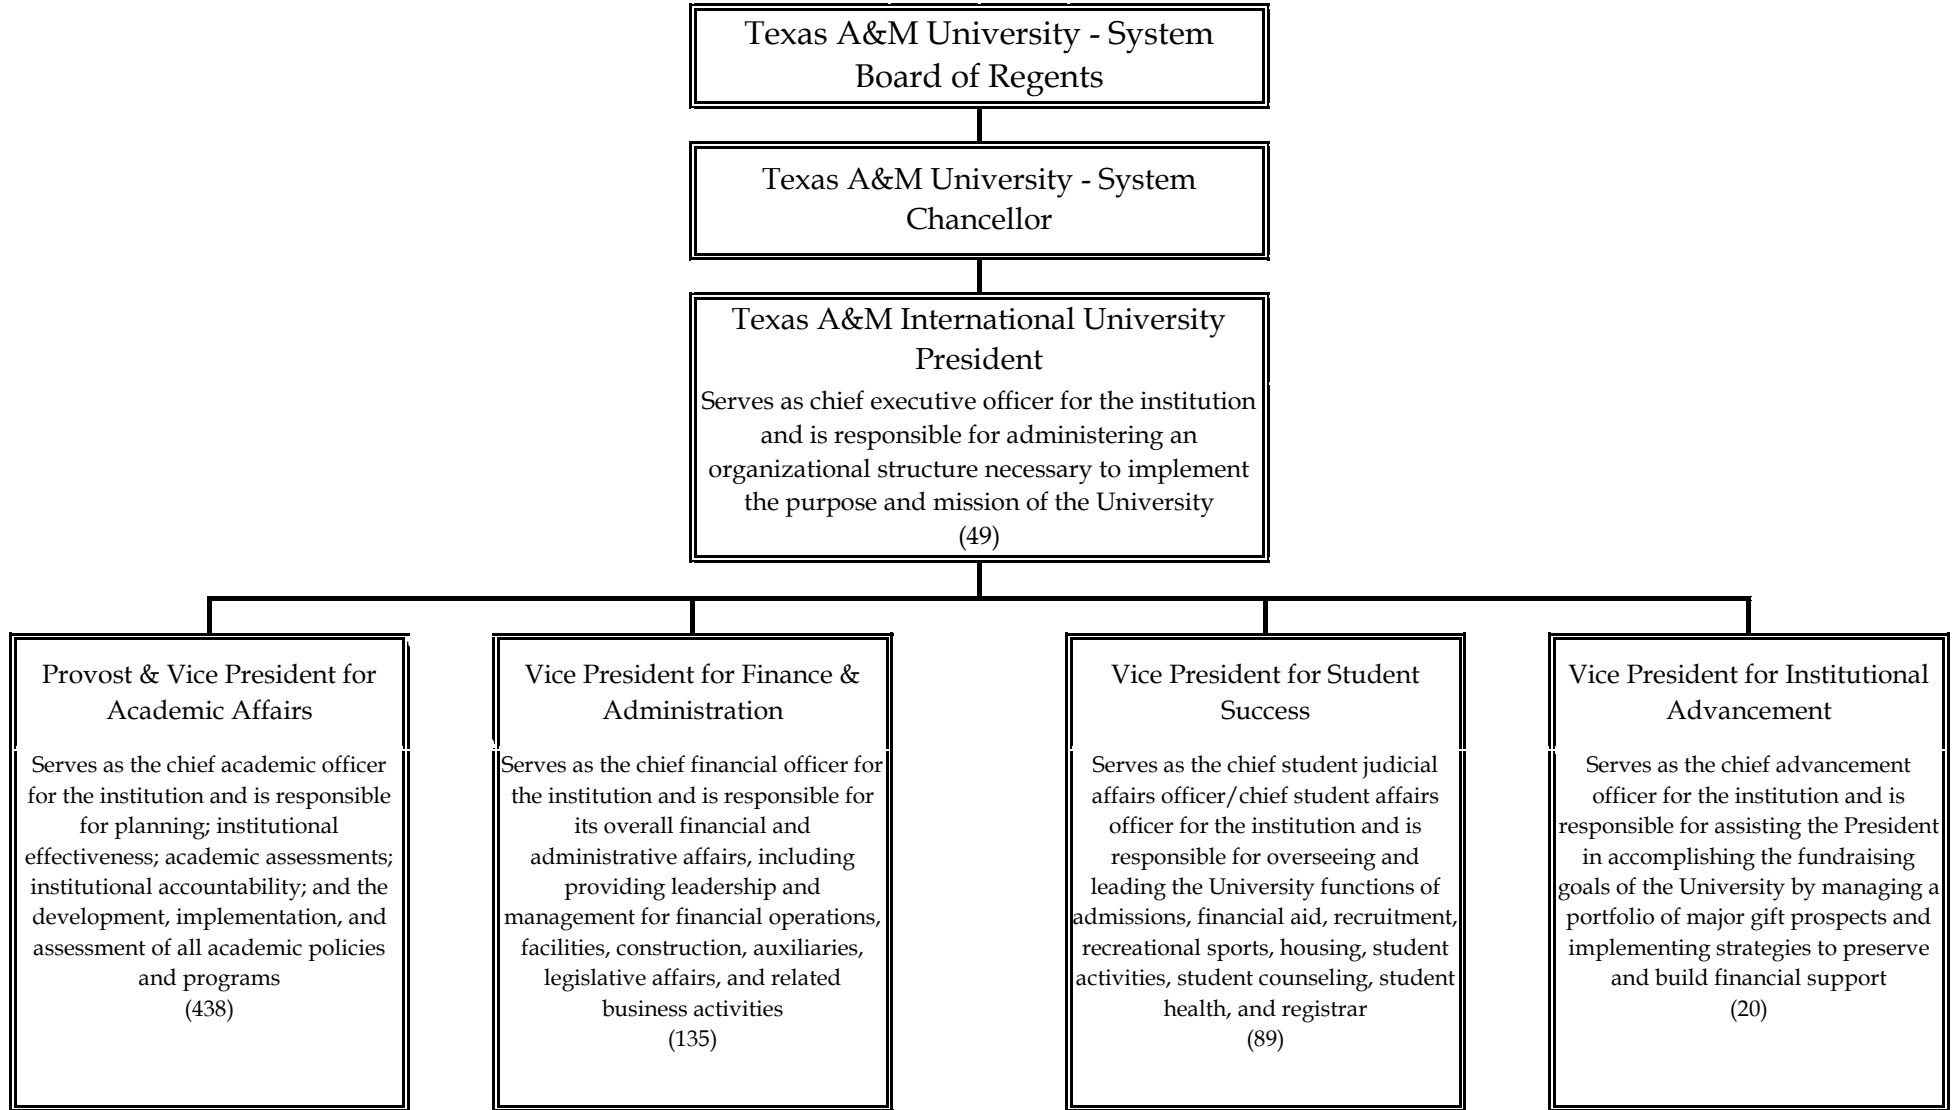 Texas A&M University - System
Board of Regents
Texas A&M University - System
Chancellor
Texas A&M International University
President
Serves as chief executive officer for the institution
and is responsible for administering an
organizational structure necessary to implement
the purpose and mission of the University
(49)
Provost & Vice President for
Academic Affairs
Serves as the chief academic officer
for the institution and is responsible
for planning; institutional
effectiveness; academic assessments;
institutional accountability; and the
development, implementation, and
assessment of all academic policies
and programs
(438)
Vice President for Finance &
Administration
Serves as the chief financial officer for
the institution and is responsible for
its overall financial and
administrative affairs, including
providing leadership and
management for financial operations,
facilities, construction, auxiliaries,
legislative affairs, and related
business activities
(135)
Vice President for Student
Success
Serves as the chief student judicial
affairs officer/chief student affairs
officer for the institution and is
responsible for overseeing and
leading the University functions of
admissions, financial aid, recruitment,
recreational sports, housing, student
activities, student counseling, student
health, and registrar
(89)
Vice President for Institutional
Advancement
Serves as the chief advancement
officer for the institution and is
responsible for assisting the President
in accomplishing the fundraising
goals of the University by managing a
portfolio of major gift prospects and
implementing strategies to preserve
and build financial support
(20)